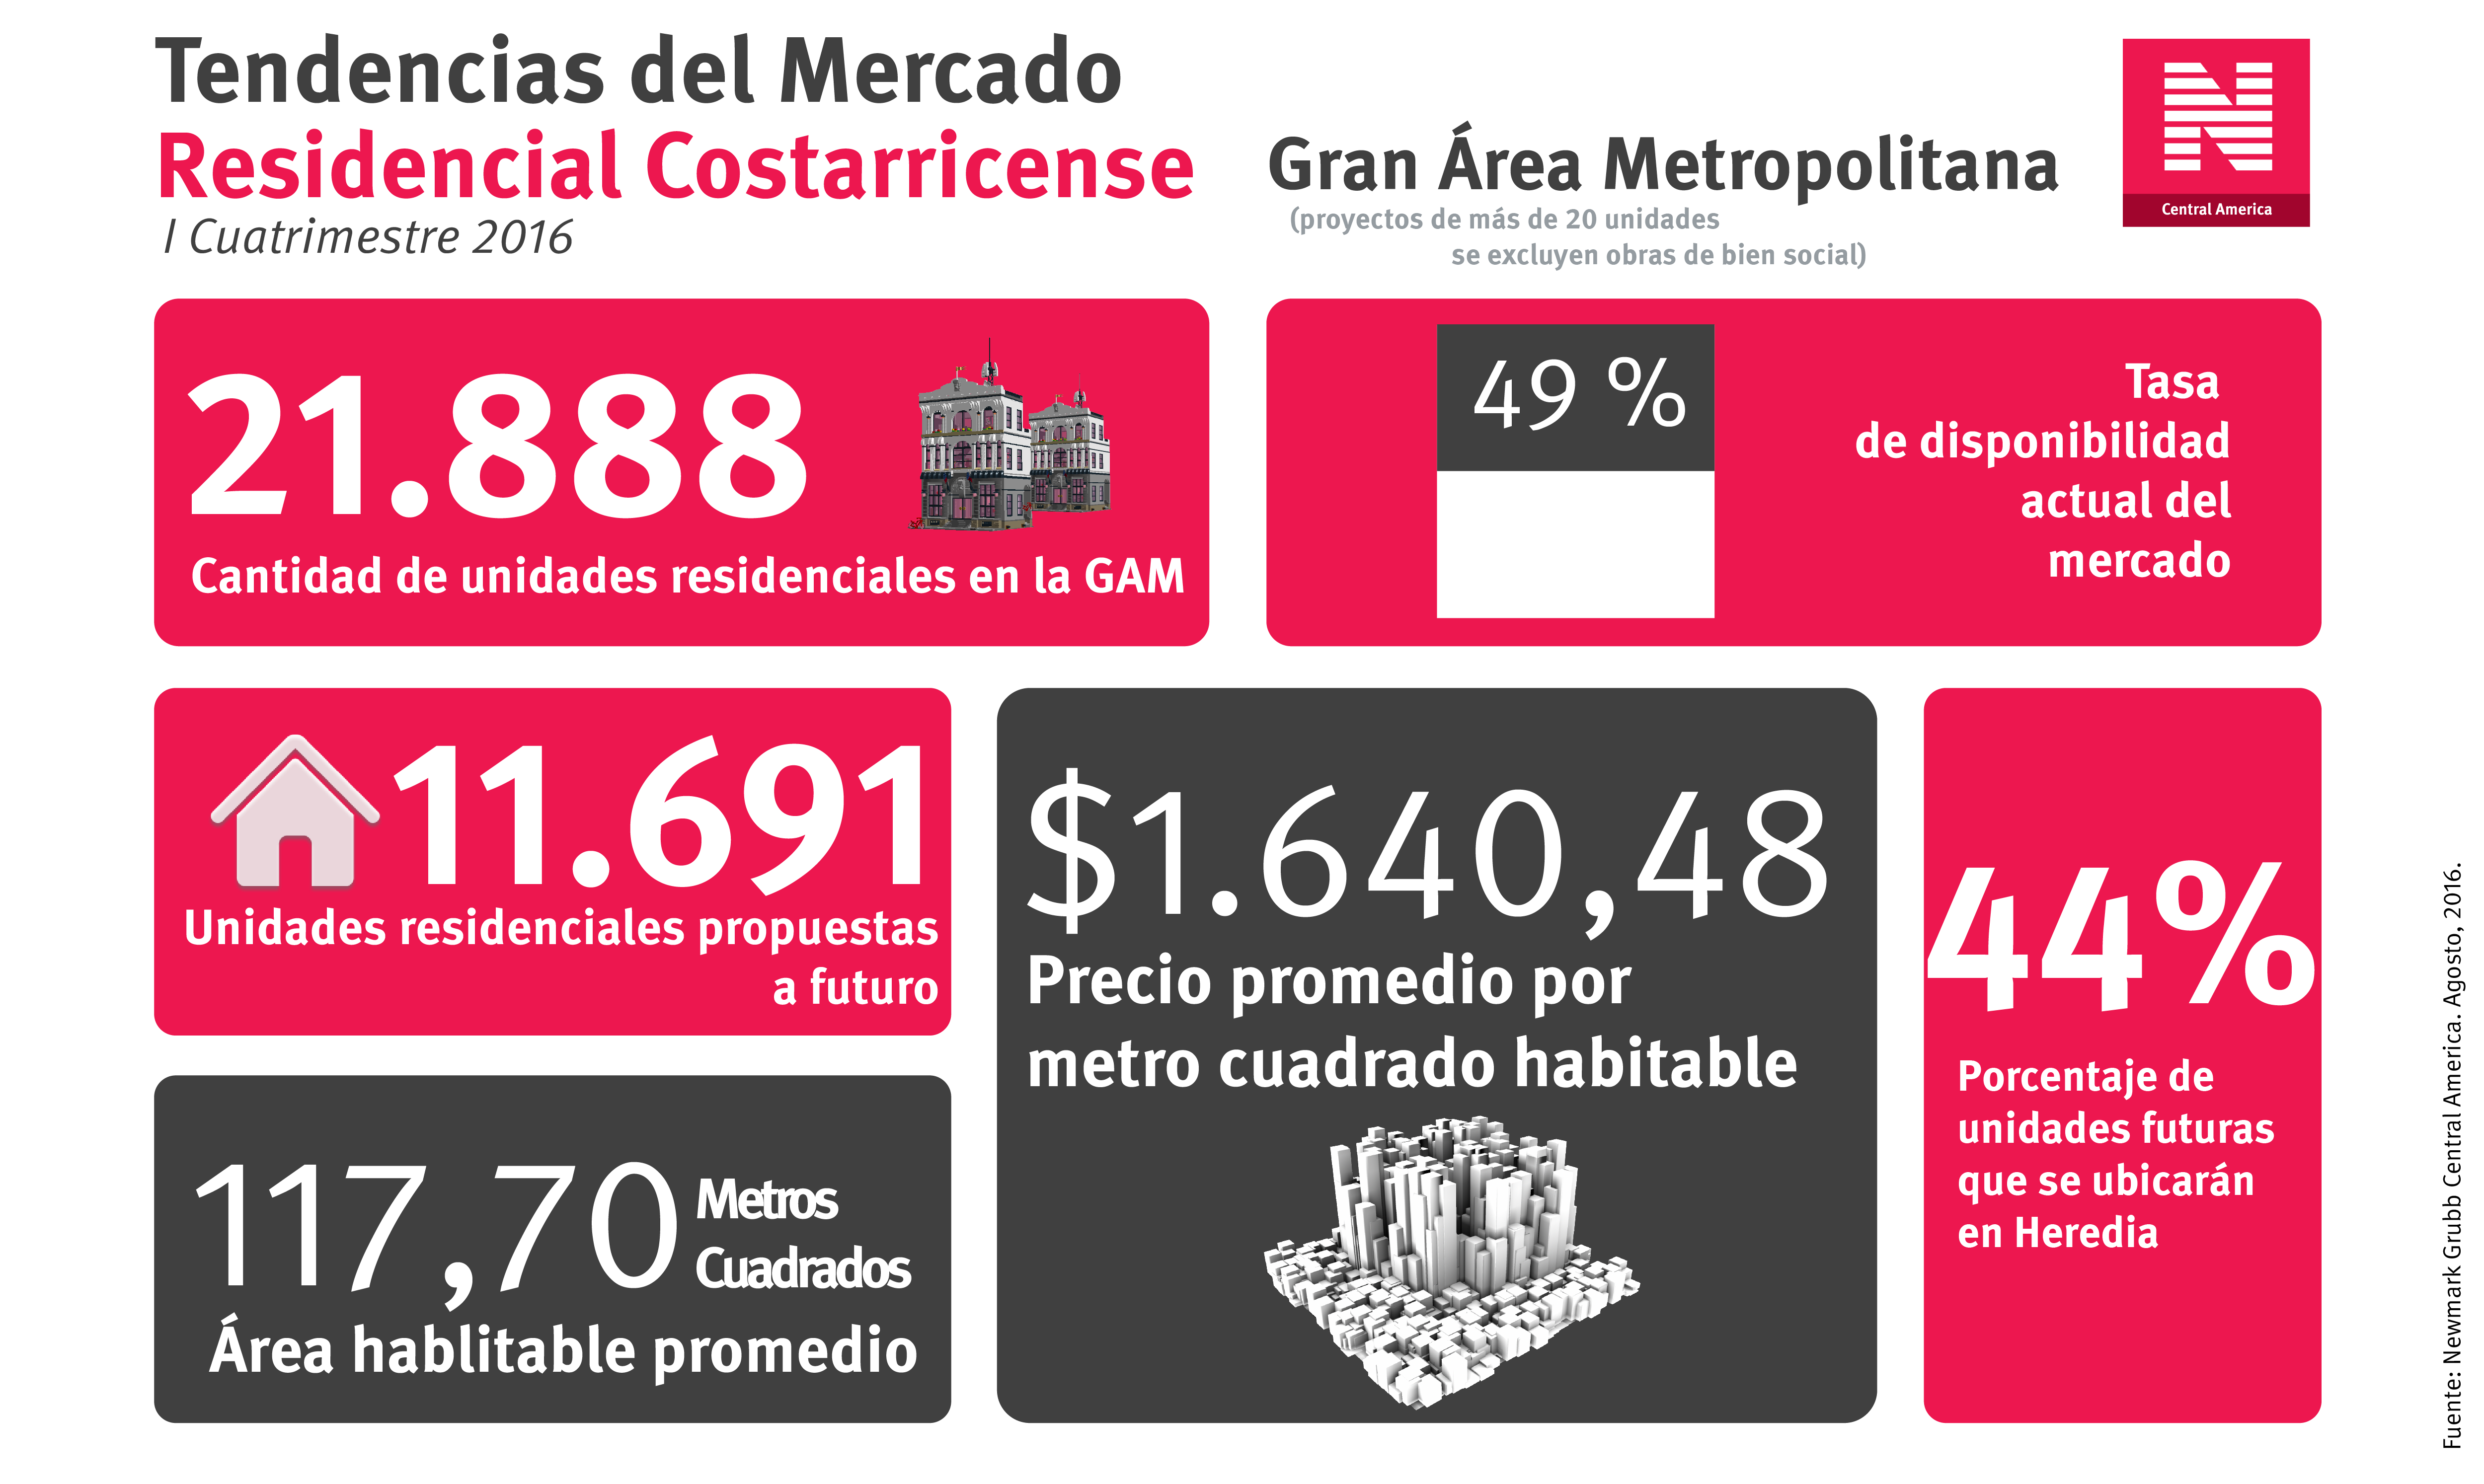 Tendencias del Mercado
Residencial Costarricense
I Cuatrimestre 2016
Gran Área Metropolitana
(proyectos de más de 20 unidades
se excluyen obras de bien social)
N
Central America
21.888
Cantidad de unidades residenciales en la GAM
49 %
Tasa
de disponibilidad
actual del
mercado
11.691
Unidades residenciales propuestas
a futuro
117,70 Metros
Cuadrados
Área hablitable promedio
$1.640,48
Precio promedio por
metro cuadrado habitable
44%
Porcentaje de
unidades futuras
que se ubicarán
en Heredia
Fuente: Newmark Grubb Central America. Agosto, 2016.